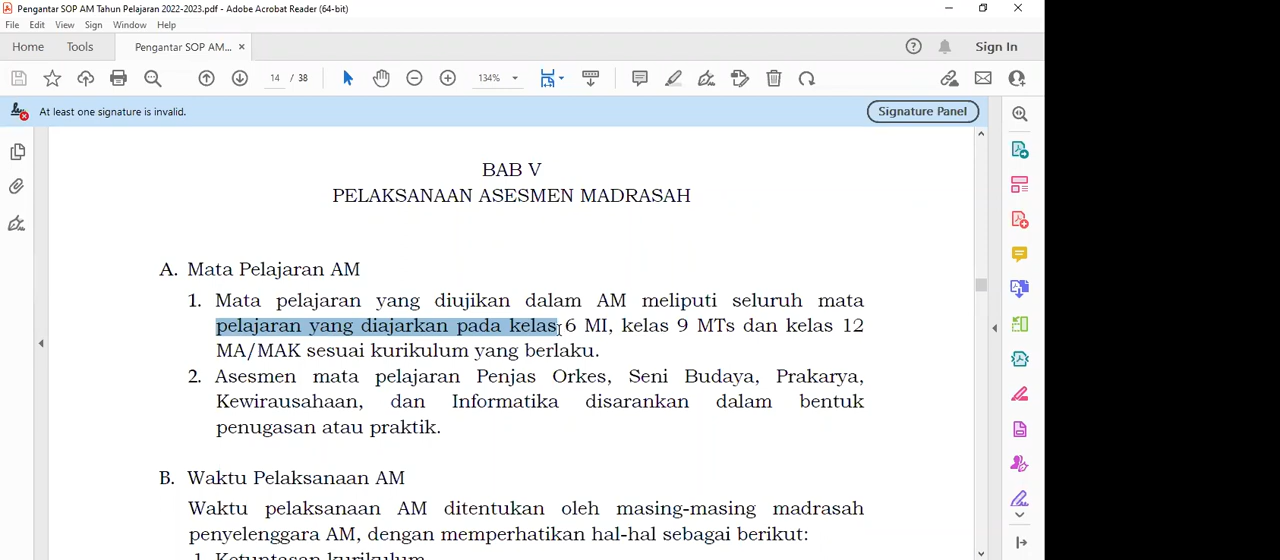 Pengantar SOP AM Tahun Pelajaran 2022-2023.pdf - Adobe Acrobat Reader (64-bit)
File Edit View Sign Window Help
Home Tools Pengantar SOP AM... × Sign In
14 / 38 134%
At least one signature is invalid. Signature Panel
BAB V
PELAKSANAAN ASESMEN MADRASAH
A. Mata Pelajaran AM
1. Mata pelajaran yang diujikan dalam AM meliputi seluruh mata
pelajaran yang diajarkan pada kelas 6 MI, kelas 9 MTs dan kelas 12
MA/MAK sesuai kurikulum yang berlaku.
2. Asesmen mata pelajaran Penjas Orkes, Seni Budaya, Prakarya,
Kewirausahaan, dan Informatika disarankan dalam bentuk
penugasan atau praktik.
B. Waktu Pelaksanaan AM
Waktu pelaksanaan AM ditentukan oleh masing-masing madrasah
penyelenggara AM, dengan memperhatikan hal-hal sebagai berikut:
1. Ketuntasan kurikulum